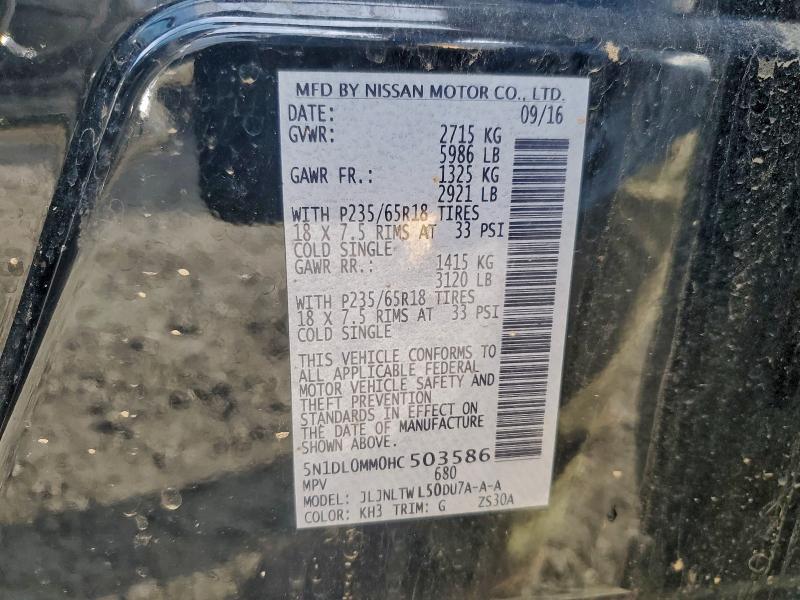 MFD BY NISSAN MOTOR CO., LTD.
DATE: 09/16
GVWR: 2715 KG
5986 LB
GAWR FR.: 1325 KG
2921 LB
WITH P235/65R18 TIRES
18 X 7.5 RIMS AT 33 PSI
COLD SINGLE
GAWR RR.: 1415 KG
3120 LB
WITH P235/65R18 TIRES
18 X 7.5 RIMS AT 33 PSI
COLD SINGLE
THIS VEHICLE CONFORMS TO
ALL APPLICABLE FEDERAL
MOTOR VEHICLE SAFETY AND
THEFT PREVENTION
STANDARDS IN EFFECT ON
THE DATE OF MANUFACTURE
SHOWN ABOVE.
5N1DL0MM0HC503586
MPV 680
MODEL: JLJNLTWL50DU7A-A-A
COLOR: KH3 TRIM: G ZS30A